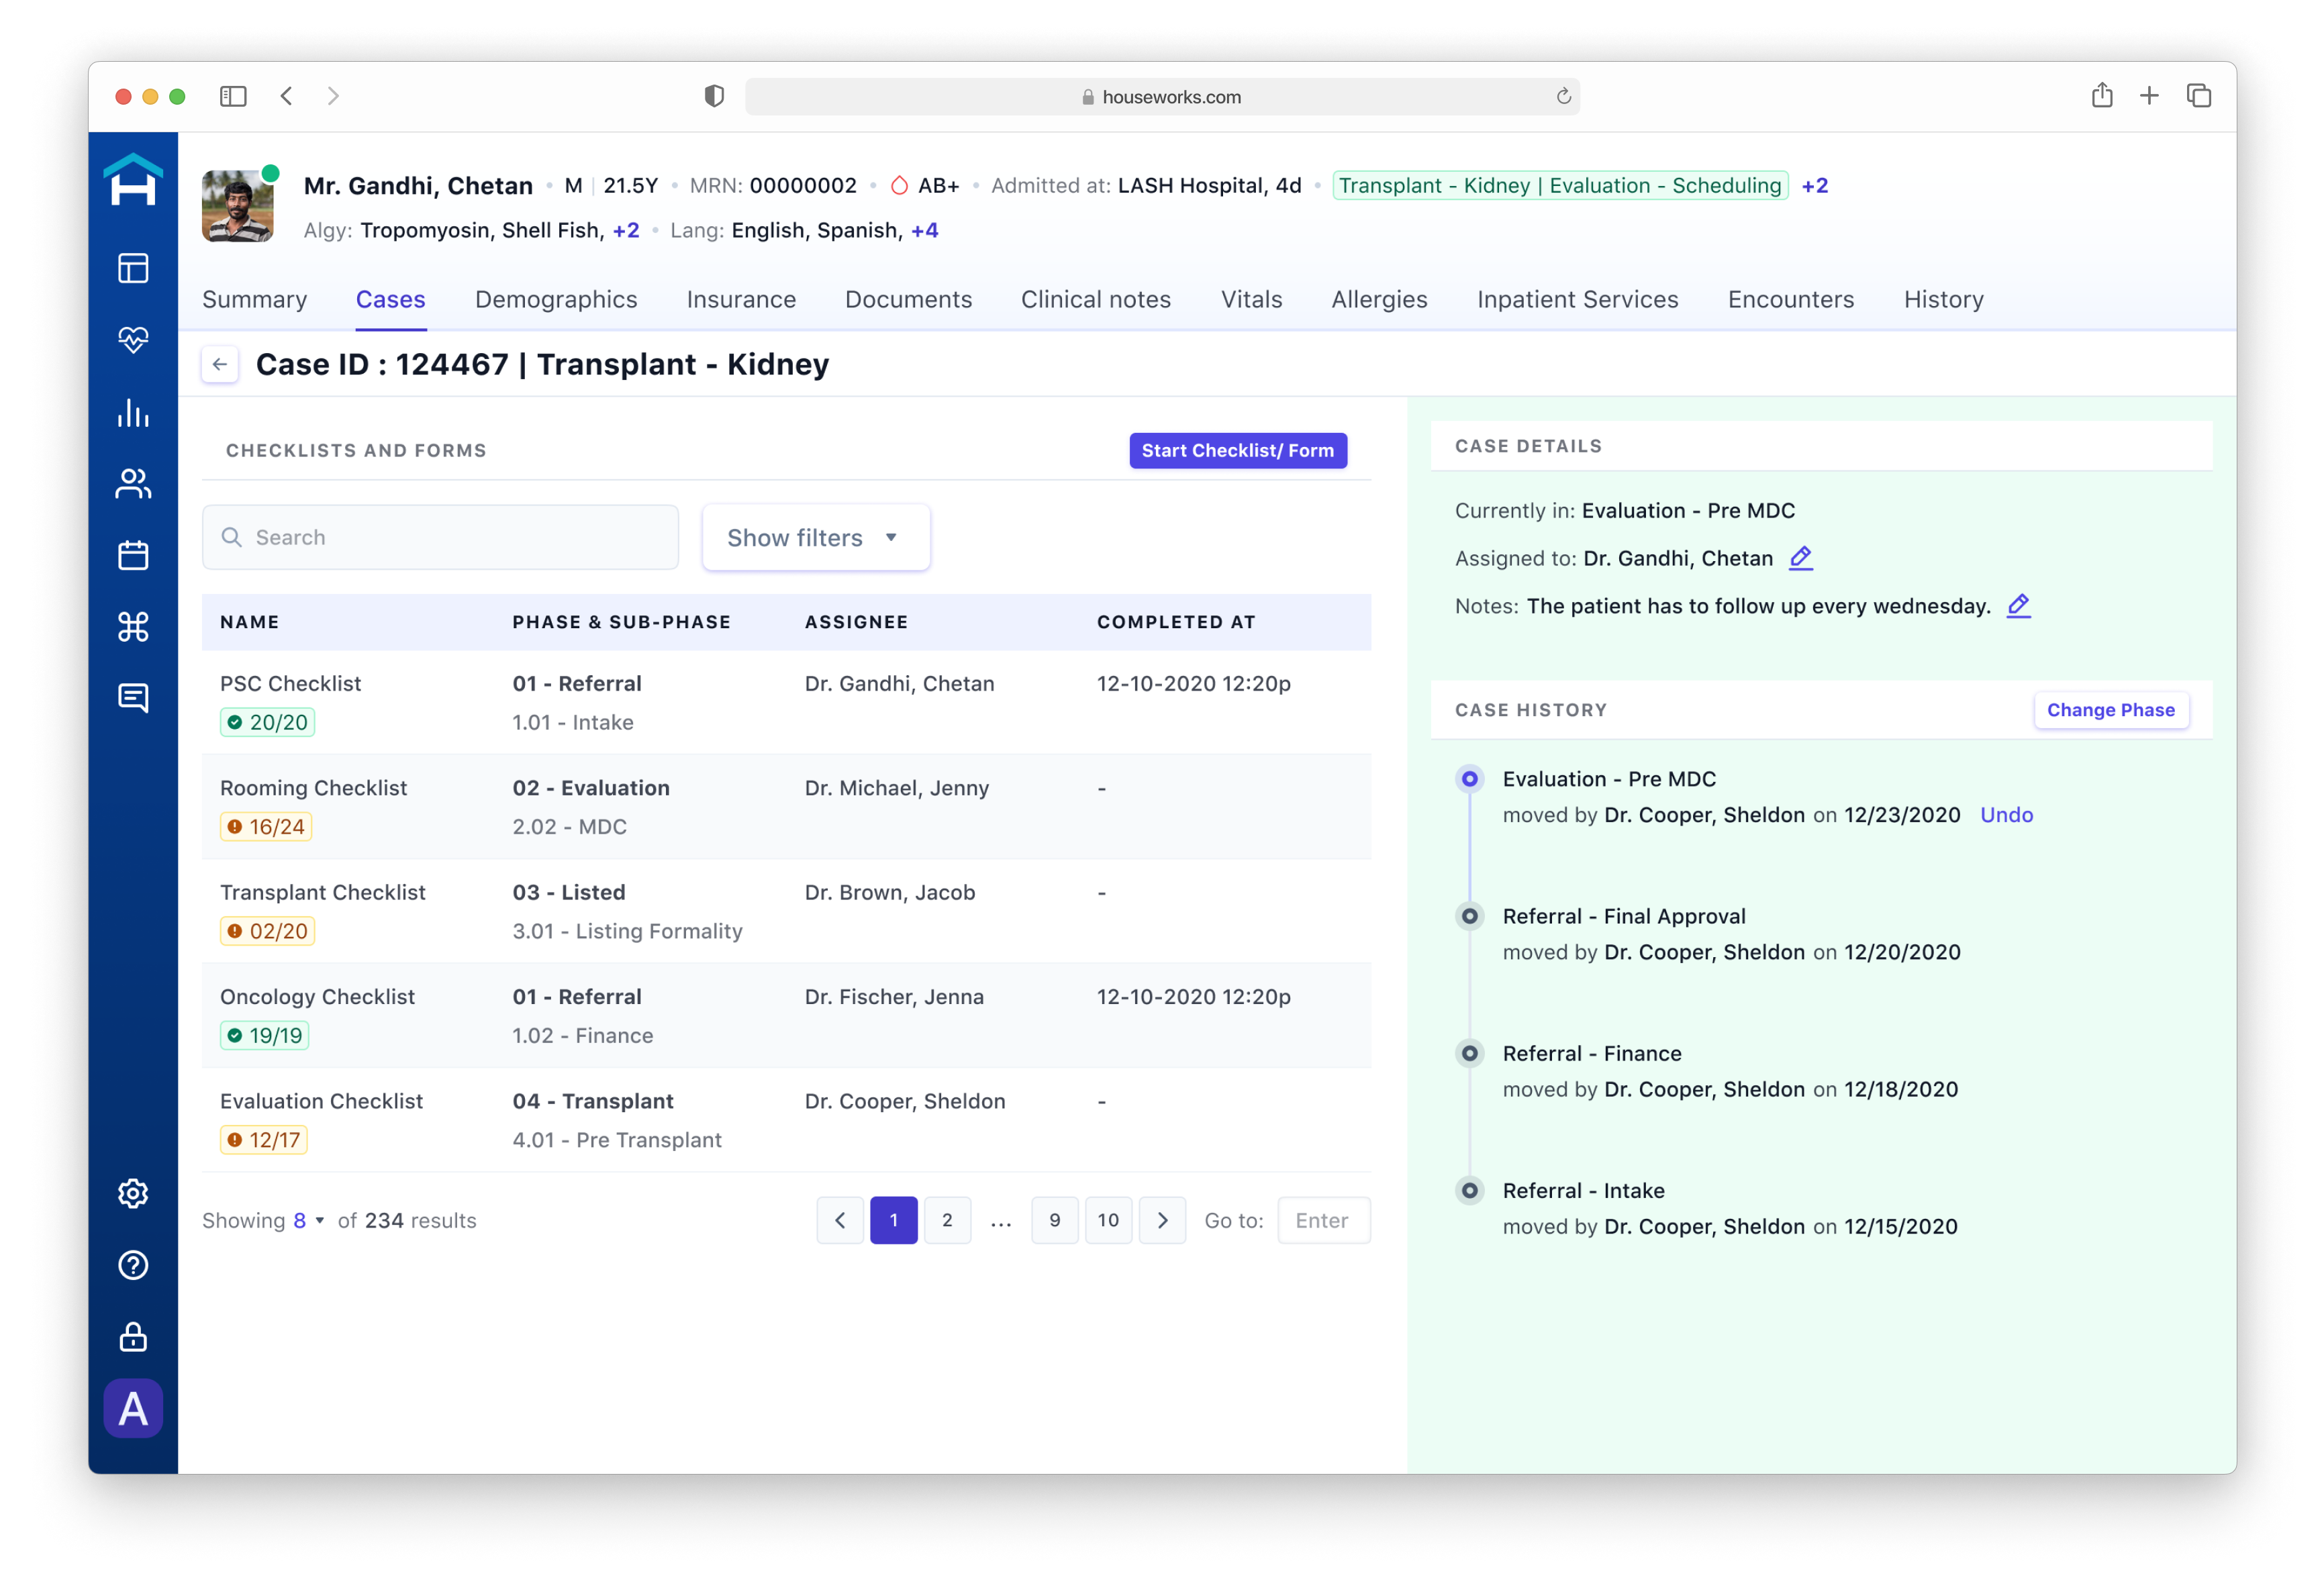 houseworks.com
Mr. Gandhi, Chetan • M | 21.5Y • MRN: 00000002 • AB+ • Admitted at: LASH Hospital, 4d • Transplant - Kidney | Evaluation - Scheduling +2
Algy: Tropomyosin, Shell Fish, +2 • Lang: English, Spanish, +4
Summary Cases Demographics Insurance Documents Clinical notes Vitals Allergies Inpatient Services Encounters History
Case ID : 124467 | Transplant - Kidney
CHECKLISTS AND FORMS
Start Checklist/ Form
Search
Show filters
NAME PHASE & SUB-PHASE ASSIGNEE COMPLETED AT
PSC Checklist 01 - Referral Dr. Gandhi, Chetan 12-10-2020 12:20p
20/20 1.01 - Intake
Rooming Checklist 02 - Evaluation Dr. Michael, Jenny -
16/24 2.02 - MDC
Transplant Checklist 03 - Listed Dr. Brown, Jacob -
02/20 3.01 - Listing Formality
Oncology Checklist 01 - Referral Dr. Fischer, Jenna 12-10-2020 12:20p
19/19 1.02 - Finance
Evaluation Checklist 04 - Transplant Dr. Cooper, Sheldon -
12/17 4.01 - Pre Transplant
Showing 8 of 234 results
1 2 ... 9 10 Go to: Enter
CASE DETAILS
Currently in: Evaluation - Pre MDC
Assigned to: Dr. Gandhi, Chetan
Notes: The patient has to follow up every wednesday.
CASE HISTORY
Change Phase
Evaluation - Pre MDC
moved by Dr. Cooper, Sheldon on 12/23/2020 Undo
Referral - Final Approval
moved by Dr. Cooper, Sheldon on 12/20/2020
Referral - Finance
moved by Dr. Cooper, Sheldon on 12/18/2020
Referral - Intake
moved by Dr. Cooper, Sheldon on 12/15/2020
A